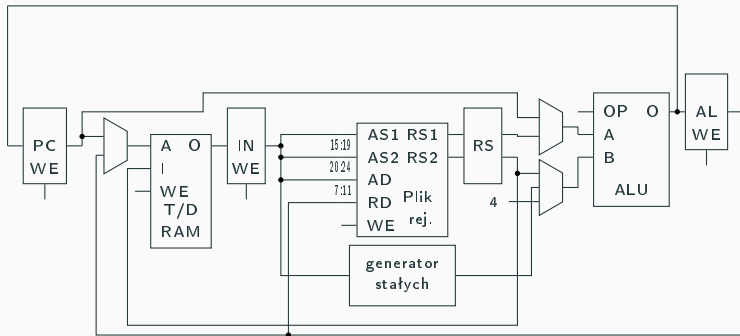 PC
WE
A O
I
WE
T/D
RAM
IN
WE
15:19
20:24
7:11
AS1 RS1
AS2 RS2
AD
RD
Plik
rej.
WE
RS
generator
stałych
4
OP O
A
B
ALU
AL
WE